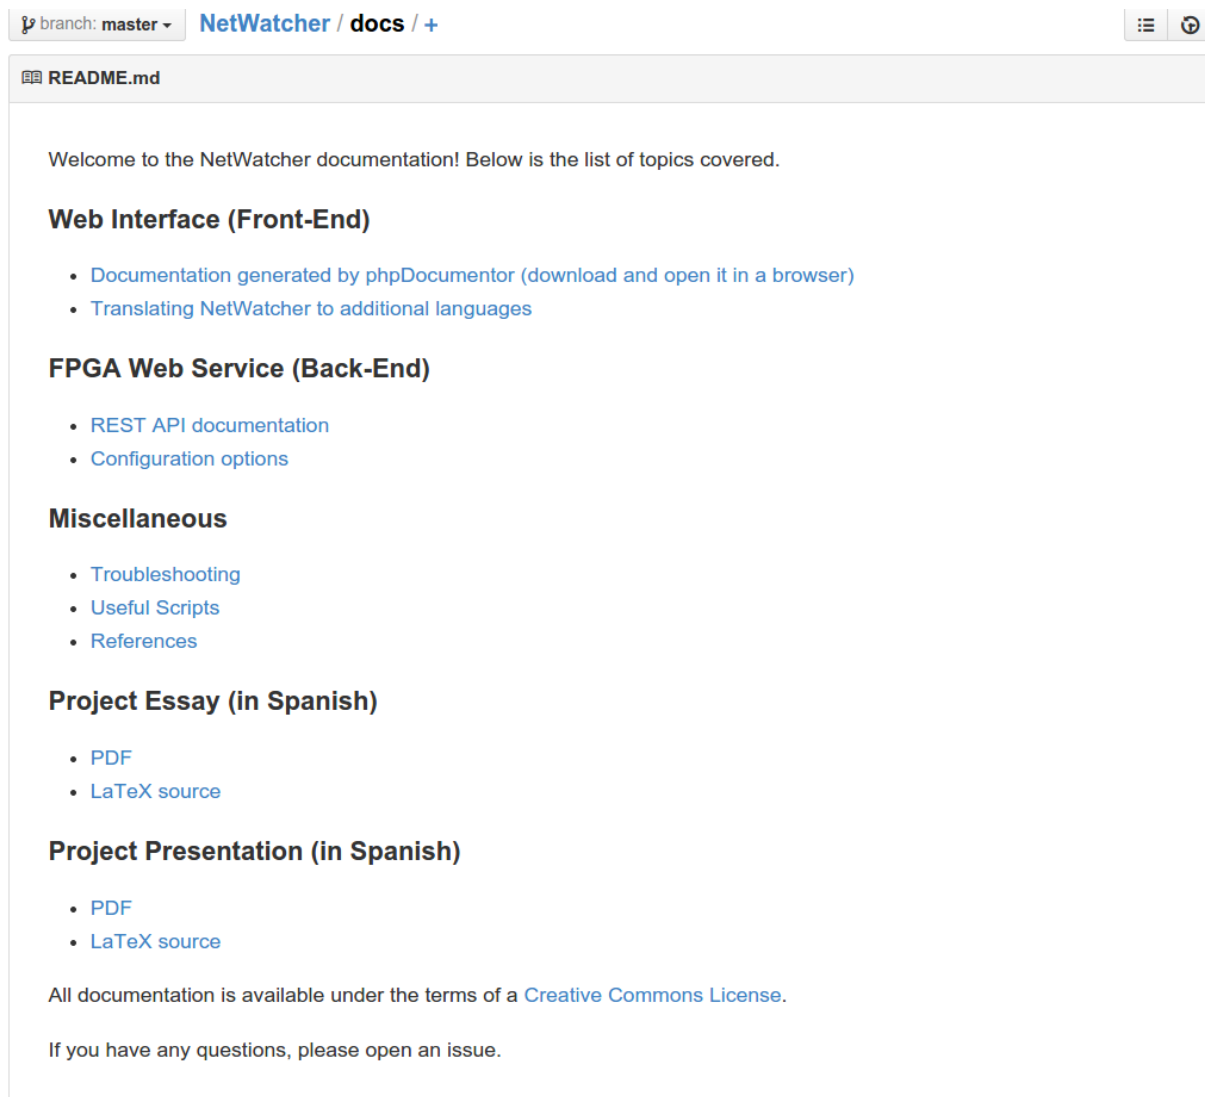 branch: master
NetWatcher / docs / +
README.md
Welcome to the NetWatcher documentation! Below is the list of topics covered.
Web Interface (Front-End)
• Documentation generated by phpDocumentor (download and open it in a browser)
• Translating NetWatcher to additional languages
FPGA Web Service (Back-End)
• REST API documentation
• Configuration options
Miscellaneous
• Troubleshooting
• Useful Scripts
• References
Project Essay (in Spanish)
• PDF
• LaTeX source
Project Presentation (in Spanish)
• PDF
• LaTeX source
All documentation is available under the terms of a Creative Commons License.
If you have any questions, please open an issue.